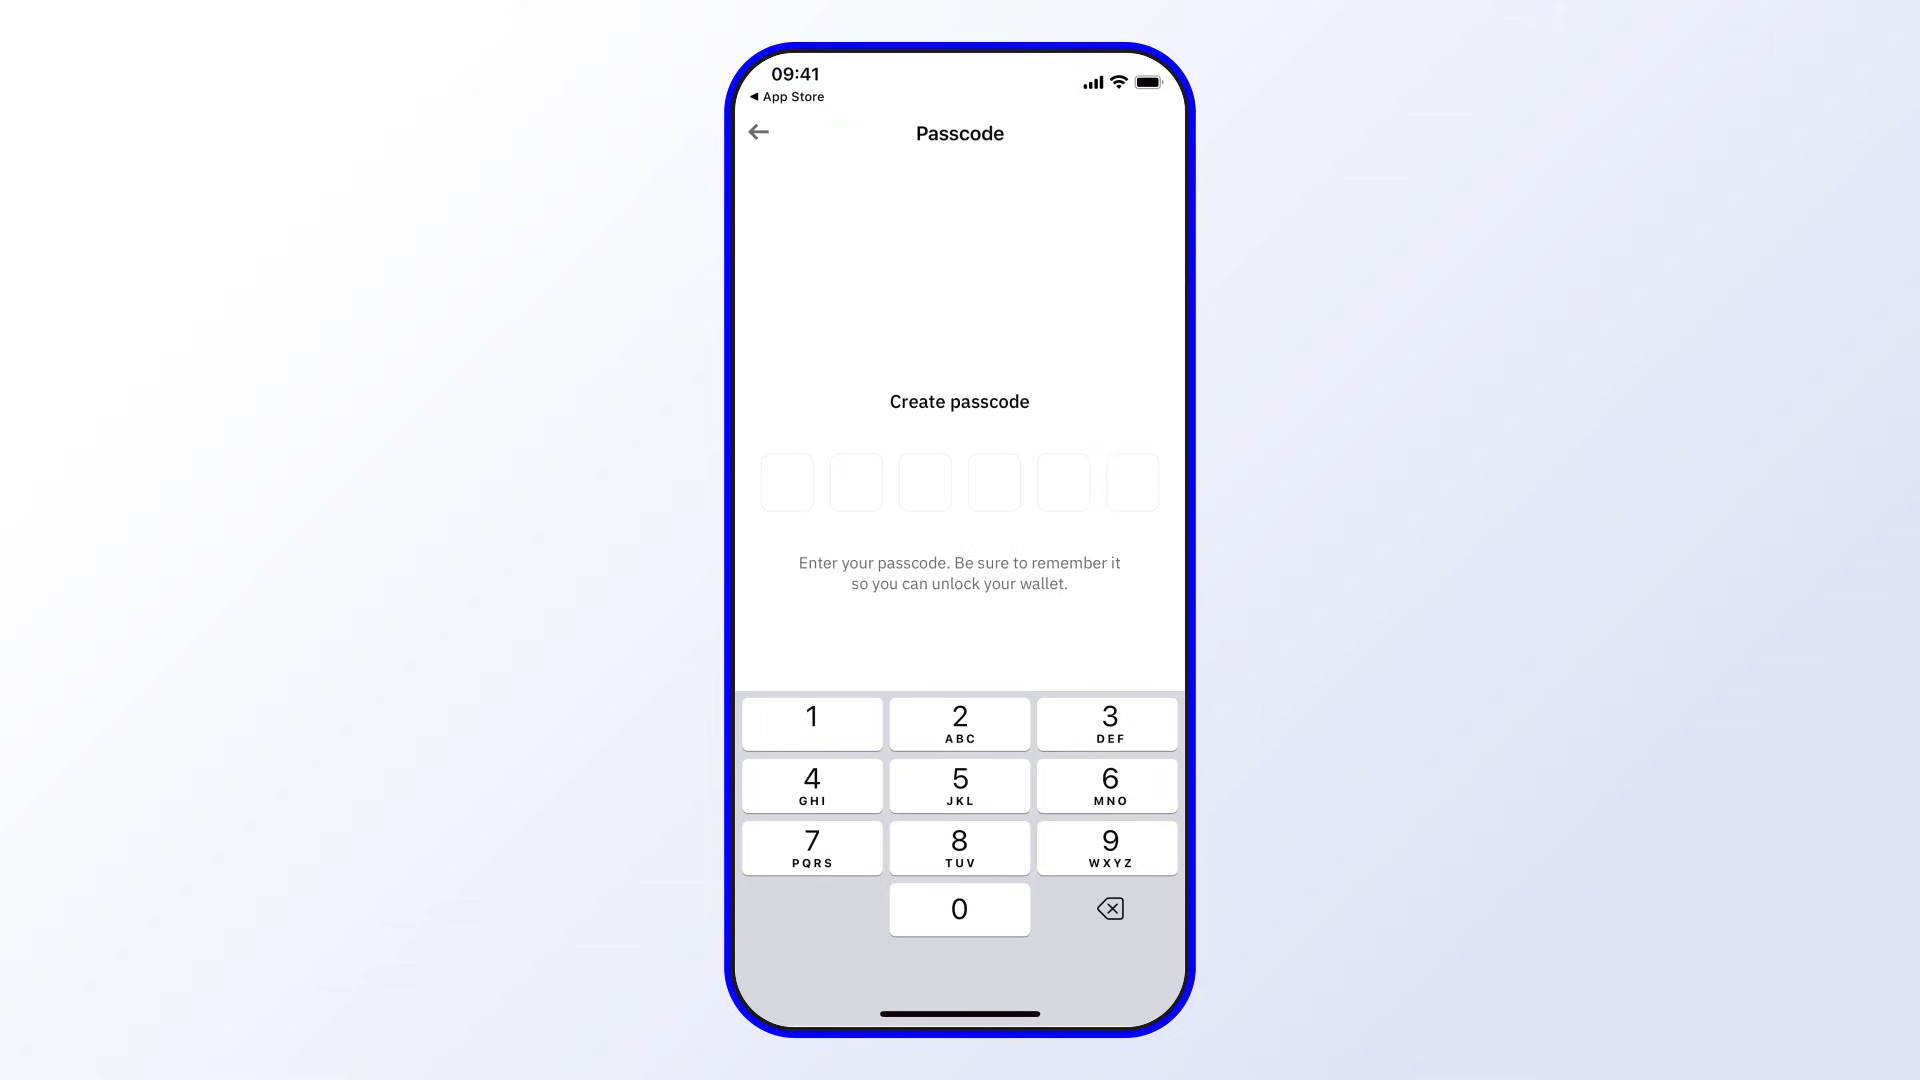 09:41
◀ App Store
Passcode
Create passcode
Enter your passcode. Be sure to remember it
so you can unlock your wallet.
1
2
ABC
3
DEF
4
GHI
5
JKL
6
MNO
7
PQRS
8
TUV
9
WXYZ
0